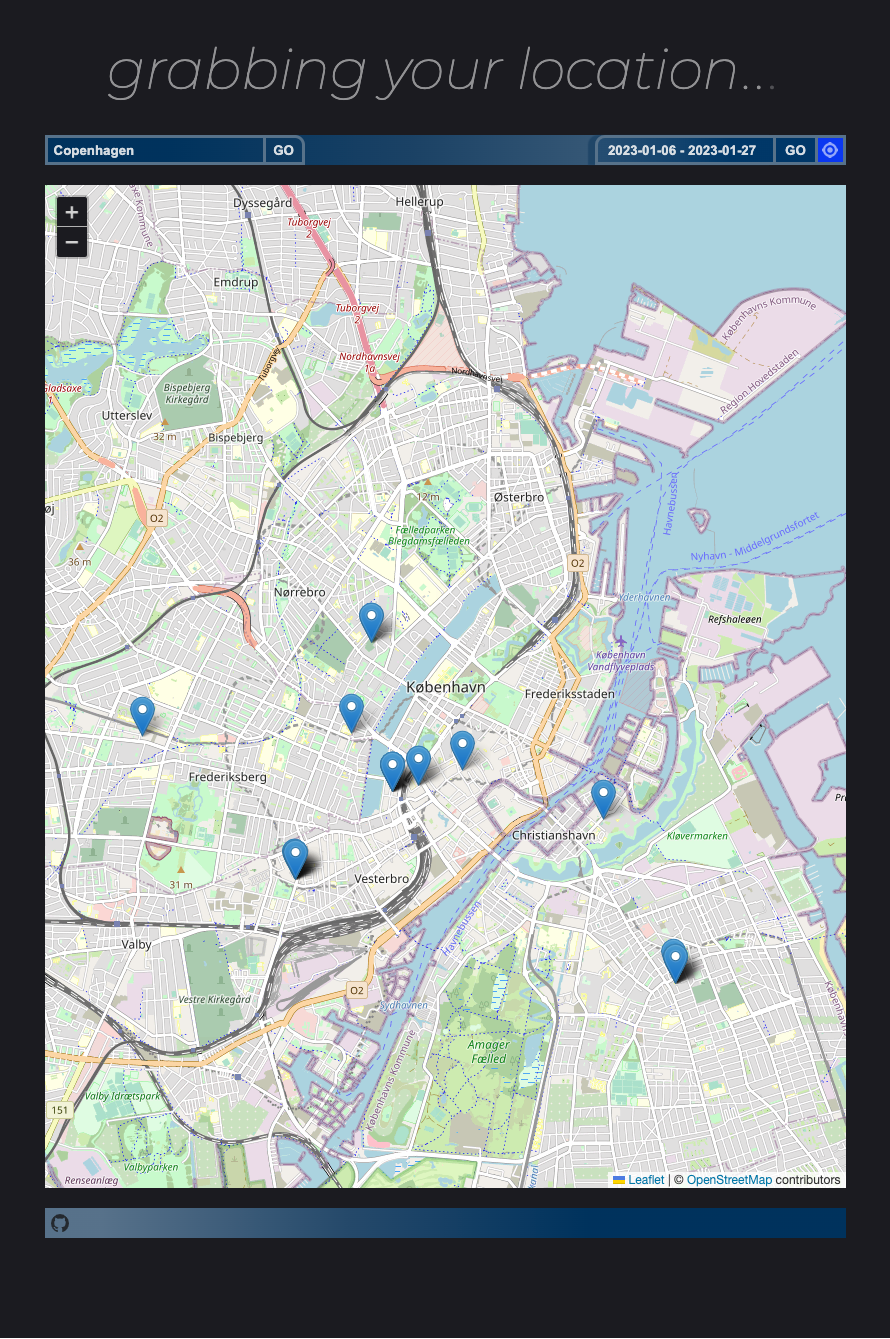 grabbing your location...
Copenhagen GO 2023-01-06 - 2023-01-27 GO
+
−
Dyssegård
Hellerup
Tuborgvej
2
Emdrup
Københavns Kommune
Tuborgvej
2
Tuborgvej
Nordhavnsvej
1a
Nordhavnsvej
Region Hovedstaden
Gladsaxe
Bispebjerg
Kirkegård
Utterslev
32 m
Bispebjerg
12 m
Østerbro
Havnebussen
øj
O2
Fælledparken
Blegdamsfælleden
Nyhavn - Middelgrundsfortet
36 m
O2
Nørrebro
Yderhavnen
Refshaleøen
København
Vandflyveplads
København
Frederiksstaden
Frederiksberg
Christianshavn
Kløvermarken
31 m
Vesterbro
Havnebussen
Valby
Vestre Kirkegård
O2
Sydhavnen
Københavns Kommune
Amager
Fælled
Valby Idrætspark
151
Valbyparken
Renseanlæg
Leaflet | © OpenStreetMap contributors